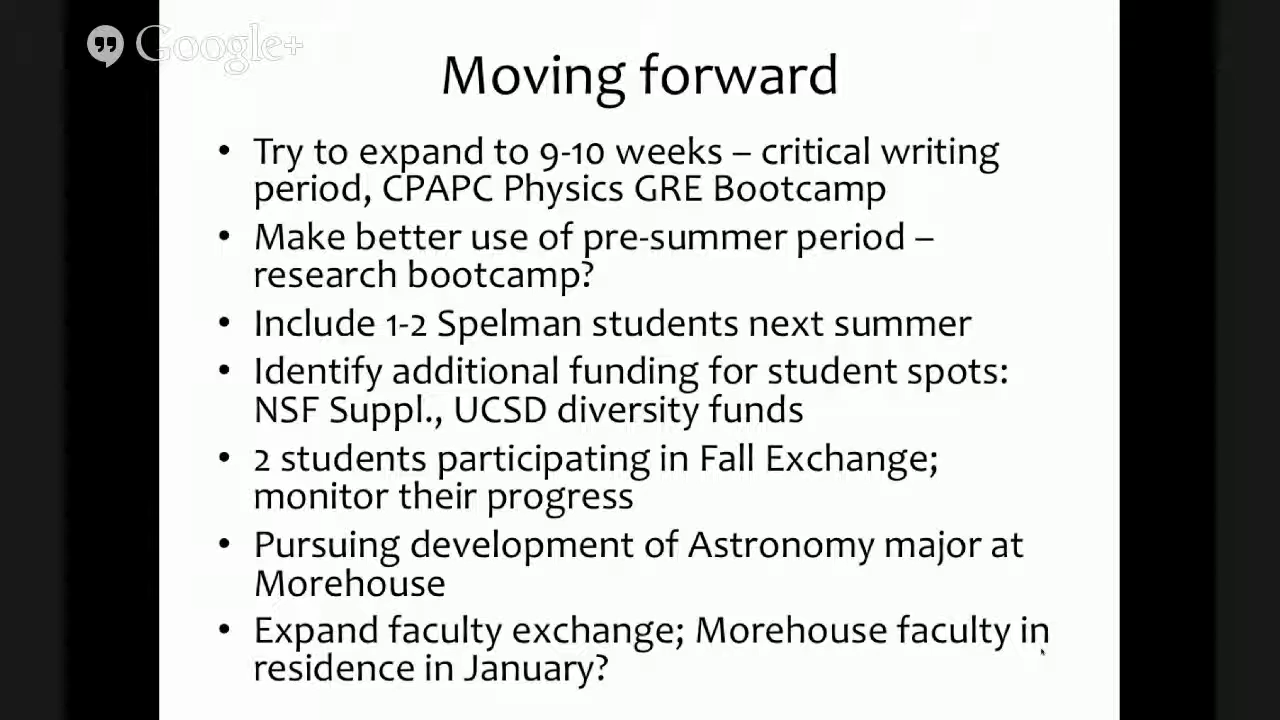 Google+
Moving forward
• Try to expand to 9-10 weeks – critical writing
period, CPAPC Physics GRE Bootcamp
• Make better use of pre-summer period –
research bootcamp?
• Include 1-2 Spelman students next summer
• Identify additional funding for student spots:
NSF Suppl., UCSD diversity funds
• 2 students participating in Fall Exchange;
monitor their progress
• Pursuing development of Astronomy major at
Morehouse
• Expand faculty exchange; Morehouse faculty in
residence in January?